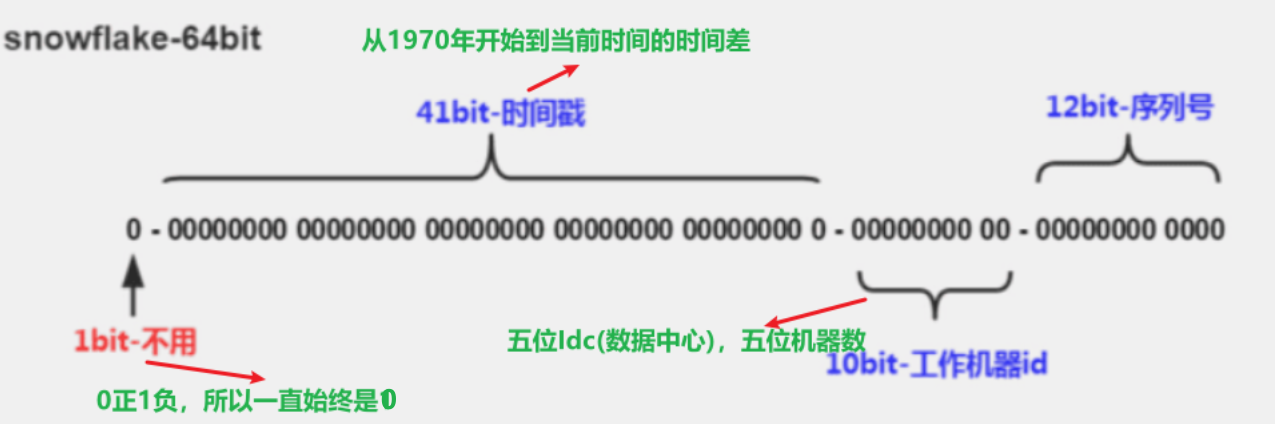 snowflake-64bit
从1970年开始到当前时间的时间差
41bit-时间戳
12bit-序列号
0 - 00000000 00000000 00000000 00000000 00000000 0 - 00000000 00 - 00000000 0000
1bit-不用
五位Idc(数据中心)，五位机器数
10bit-工作机器id
0正1负，所以一直始终是0